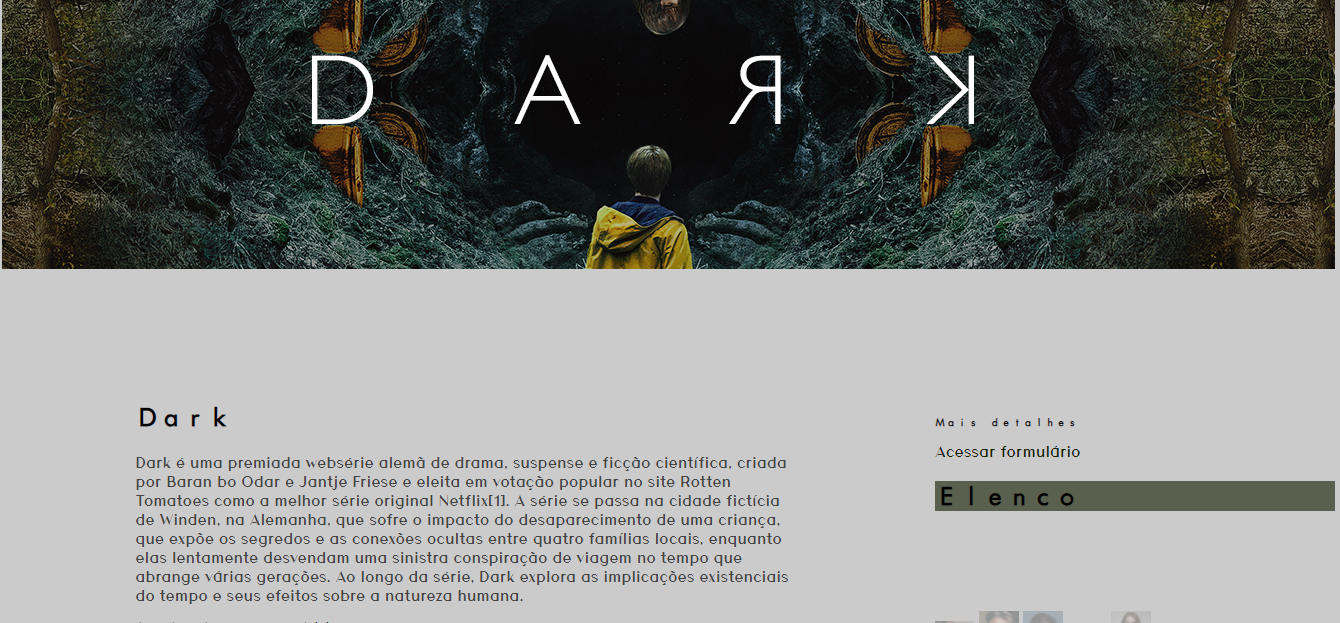 D A R K
Dark
Dark é uma premiada websérie alemã de drama, suspense e ficção científica, criada
por Baran bo Odar e Jantje Friese e eleita em votação popular no site Rotten
Tomatoes como a melhor série original Netflix[1]. A série se passa na cidade fictícia
de Winden, na Alemanha, que sofre o impacto do desaparecimento de uma criança,
que expõe os segredos e as conexões ocultas entre quatro famílias locais, enquanto
elas lentamente desvendam uma sinistra conspiração de viagem no tempo que
abrange várias gerações. Ao longo da série, Dark explora as implicações existenciais
do tempo e seus efeitos sobre a natureza humana.
Mais detalhes
Acessar formulário
Elenco